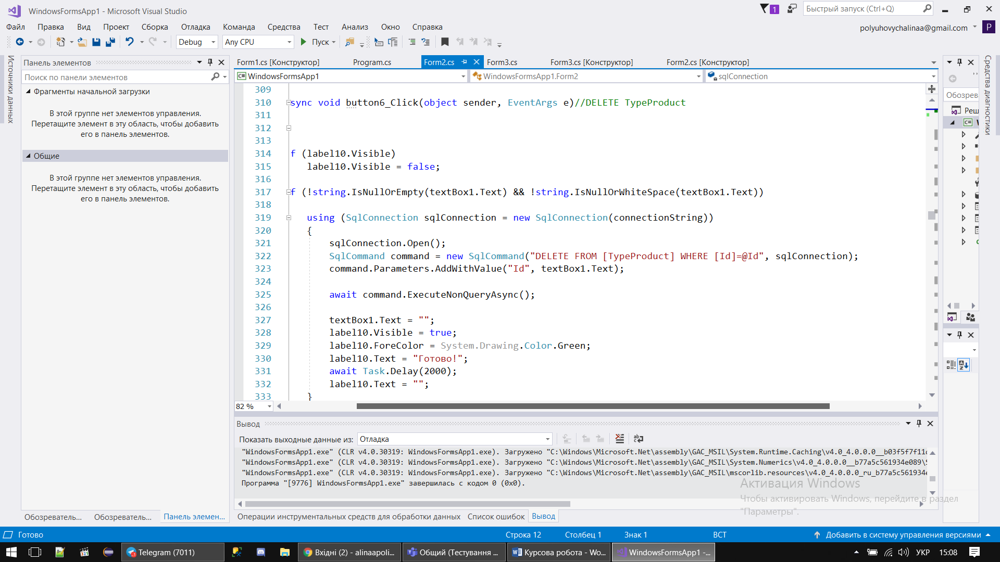 WindowsFormsApp1 - Microsoft Visual Studio
1
Быстрый запуск (Ctrl+Q)
Файл Правка Вид Проект Сборка Отладка Команда Средства Тест Анализ Окно Справка
polyuhovychalinaa@gmail.com P
Debug Any CPU Пуск
Источники данных
Панель элементов
Поиск по панели элементов
Фрагменты начальной загрузки
В этой группе нет элементов управления.
Перетащите элемент в эту область, чтобы добавить
его в панель элементов.
Общие
В этой группе нет элементов управления.
Перетащите элемент в эту область, чтобы добавить
его в панель элементов.
Обозреватель... Обозреватель... Панель элемен...
Form1.cs [Конструктор] Program.cs Form2.cs Form3.cs Form3.cs [Конструктор] Form2.cs [Конструктор]
WindowsFormsApp1 WindowsFormsApp1.Form2 sqlConnection
309
310 sync void button6_Click(object sender, EventArgs e)//DELETE TypeProduct
311
312
313
314 f (label10.Visible)
315 label10.Visible = false;
316
317 f (!string.IsNullOrEmpty(textBox1.Text) && !string.IsNullOrWhiteSpace(textBox1.Text))
318
319 using (SqlConnection sqlConnection = new SqlConnection(connectionString))
320 {
321 sqlConnection.Open();
322 SqlCommand command = new SqlCommand("DELETE FROM [TypeProduct] WHERE [Id]=@Id", sqlConnection);
323 command.Parameters.AddWithValue("Id", textBox1.Text);
324
325 await command.ExecuteNonQueryAsync();
326
327 textBox1.Text = "";
328 label10.Visible = true;
329 label10.ForeColor = System.Drawing.Color.Green;
330 label10.Text = "Готово!";
331 await Task.Delay(2000);
332 label10.Text = "";
333 }
82 %
Вывод
Показать выходные данные из: Отладка
"WindowsFormsApp1.exe" (CLR v4.0.30319: WindowsFormsApp1.exe). Загружено "C:\Windows\Microsoft.Net\assembly\GAC_MSIL\System.Runtime.Caching\v4.0_4.0.0.0__b03f5f7f11
"WindowsFormsApp1.exe" (CLR v4.0.30319: WindowsFormsApp1.exe). Загружено "C:\Windows\Microsoft.Net\assembly\GAC_MSIL\System.Numerics\v4.0_4.0.0.0__b77a5c561934e089\
"WindowsFormsApp1.exe" (CLR v4.0.30319: WindowsFormsApp1.exe). Загружено "C:\Windows\Microsoft.Net\assembly\GAC_MSIL\mscorlib.resources\v4.0_4.0.0.0_ru_b77a5c561934
Программа "[9776] WindowsFormsApp1.exe" завершилась с кодом 0 (0x0).
Операции инструментальных средств для обработки данных Список ошибок Вывод
Обозрев
Реш
C#
Средства диагностики
Активация Windows
Чтобы активировать Windows, перейдите в раздел
"Параметры".
Готово Строка 12 Столбец 1 Знак 1 ВСТ Добавить в систему управления версиями
321 Telegram (7011) Вхідні (2) - alinaapoli... Общий (Тестування ... Курсова робота - Wo... WindowsFormsApp1 -... УКР 15:08